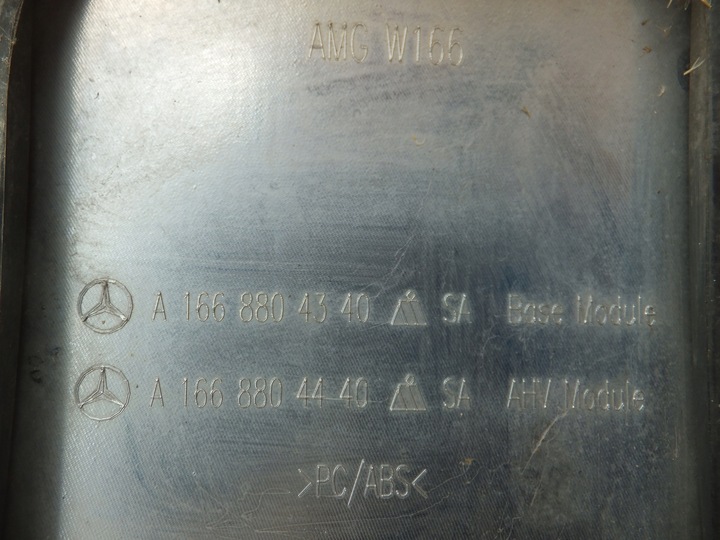 AMG W166
A 166 880 43 40 SA Base Module
A 166 880 44 40 SA AHV Module
>PC/ABS<